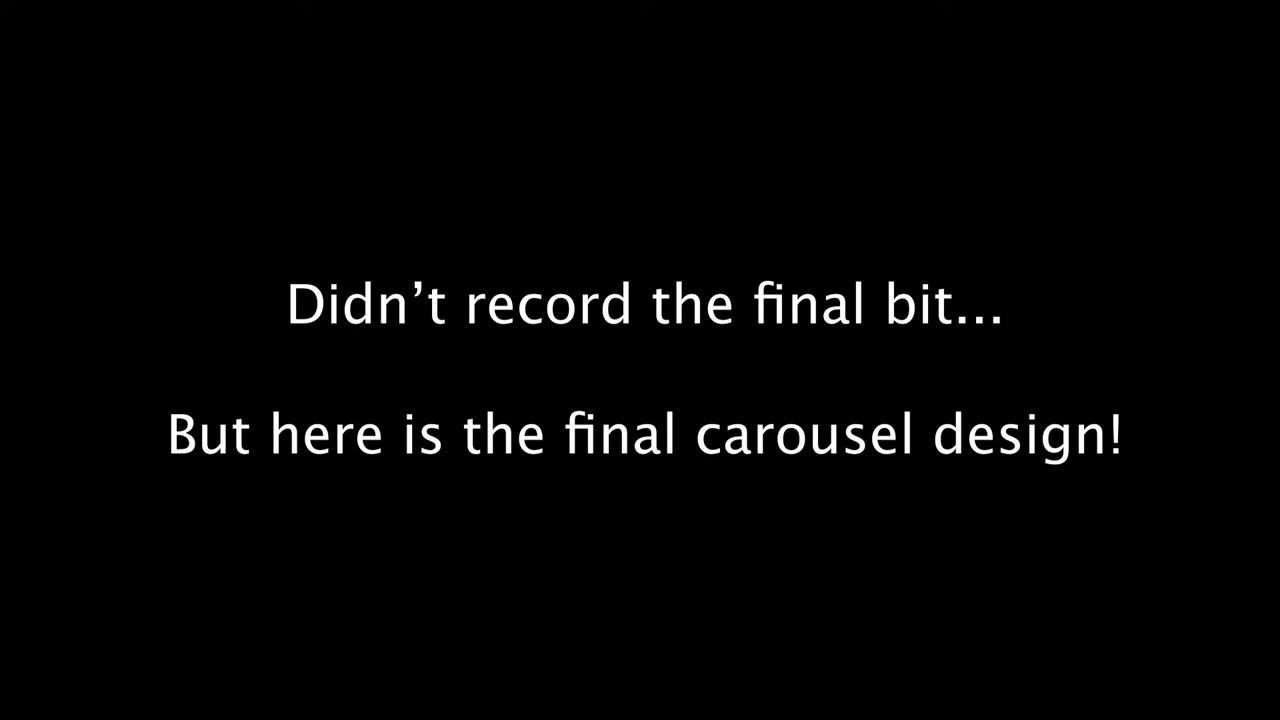 Didn’t record the final bit...
But here is the final carousel design!